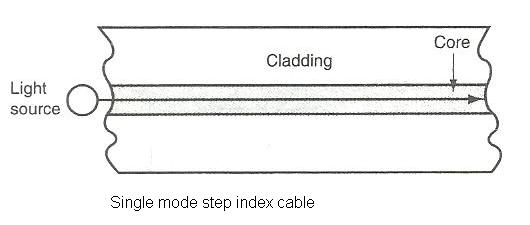 Core
Cladding
Light
source
Single mode step index cable